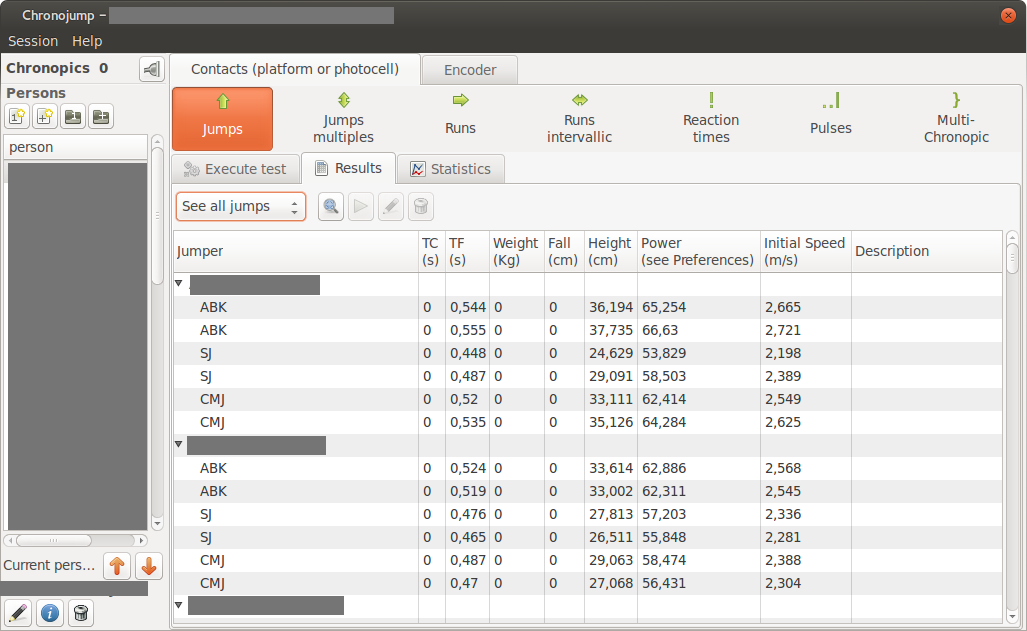 Chronojump –
Session Help
Chronopics 0
Contacts (platform or photocell) Encoder
Persons
person
Jumps
Jumps multiples
Runs
Runs intervallic
Reaction times
Pulses
Multi-Chronopic
Execute test Results Statistics
See all jumps
Jumper TC (s) TF (s) Weight (Kg) Fall (cm) Height (cm) Power (see Preferences) Initial Speed (m/s) Description
ABK 0 0,544 0 0 36,194 65,254 2,665
ABK 0 0,555 0 0 37,735 66,63 2,721
SJ 0 0,448 0 0 24,629 53,829 2,198
SJ 0 0,487 0 0 29,091 58,503 2,389
CMJ 0 0,52 0 0 33,111 62,414 2,549
CMJ 0 0,535 0 0 35,126 64,284 2,625
ABK 0 0,524 0 0 33,614 62,886 2,568
ABK 0 0,519 0 0 33,002 62,311 2,545
SJ 0 0,476 0 0 27,813 57,203 2,336
SJ 0 0,465 0 0 26,511 55,848 2,281
CMJ 0 0,487 0 0 29,063 58,474 2,388
CMJ 0 0,47 0 0 27,068 56,431 2,304
Current pers...